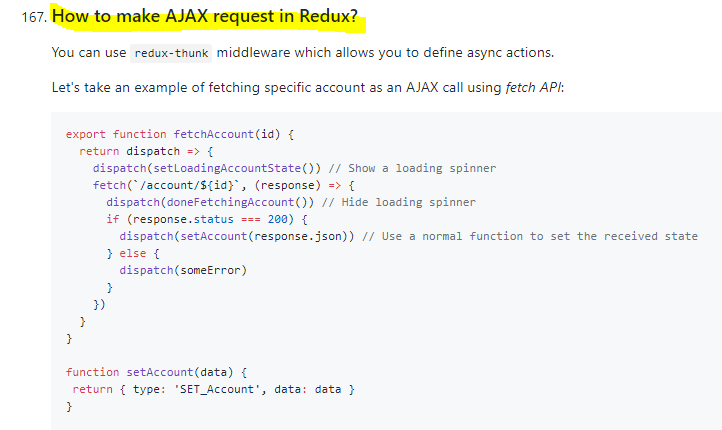 167. How to make AJAX request in Redux?
You can use redux-thunk middleware which allows you to define async actions.
Let's take an example of fetching specific account as an AJAX call using fetch API:
export function fetchAccount(id) {
  return dispatch => {
    dispatch(setLoadingAccountState()) // Show a loading spinner
    fetch(`/account/${id}`, (response) => {
      dispatch(doneFetchingAccount()) // Hide loading spinner
      if (response.status === 200) {
        dispatch(setAccount(response.json)) // Use a normal function to set the received state
      } else {
        dispatch(someError)
      }
    })
  }
}
function setAccount(data) {
 return { type: 'SET_Account', data: data }
}